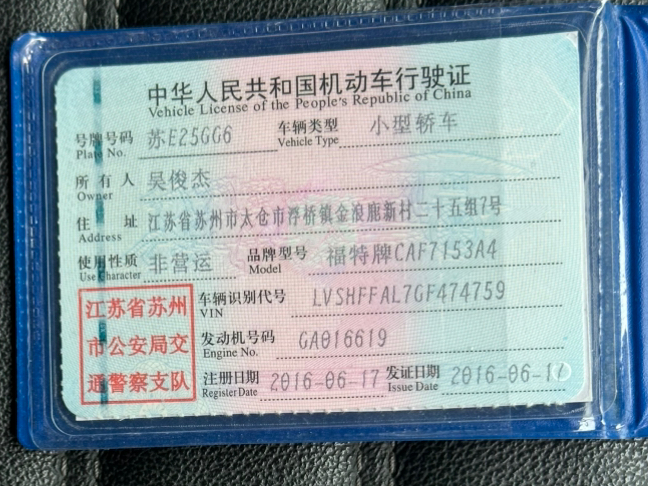 中华人民共和国机动车行驶证
Vehicle License of the People's Republic of China
号牌号码 苏E25GG6 车辆类型 小型轿车
Plate No. Vehicle Type
所有人 吴俊杰
Owner
住址 江苏省苏州市太仓市浮桥镇金浪鹿新村二十五组7号
Address
使用性质 非营运 品牌型号 福特牌CAF7153A4
Use Character Model
江苏省苏州
市公安局交
通警察支队
车辆识别代号 LVSHFFAL7GF474759
VIN
发动机号码 GA016619
Engine No.
注册日期 2016-06-17 发证日期 2016-06-17
Register Date Issue Date